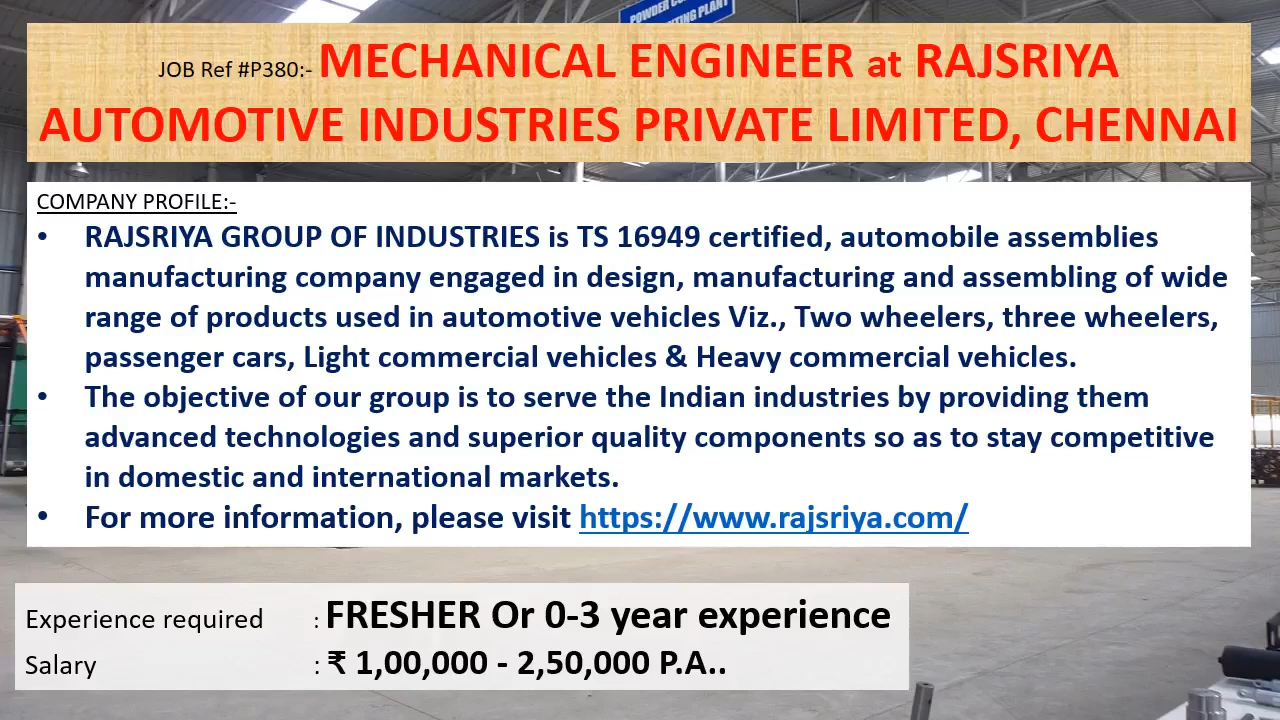 POWDER CO
TING PLANT
JOB Ref #P380:- MECHANICAL ENGINEER at RAJSRIYA
AUTOMOTIVE INDUSTRIES PRIVATE LIMITED, CHENNAI
COMPANY PROFILE:-
• RAJSRIYA GROUP OF INDUSTRIES is TS 16949 certified, automobile assemblies
manufacturing company engaged in design, manufacturing and assembling of wide
range of products used in automotive vehicles Viz., Two wheelers, three wheelers,
passenger cars, Light commercial vehicles & Heavy commercial vehicles.
• The objective of our group is to serve the Indian industries by providing them
advanced technologies and superior quality components so as to stay competitive
in domestic and international markets.
• For more information, please visit https://www.rajsriya.com/
Experience required : FRESHER Or 0-3 year experience
Salary : ₹ 1,00,000 - 2,50,000 P.A..